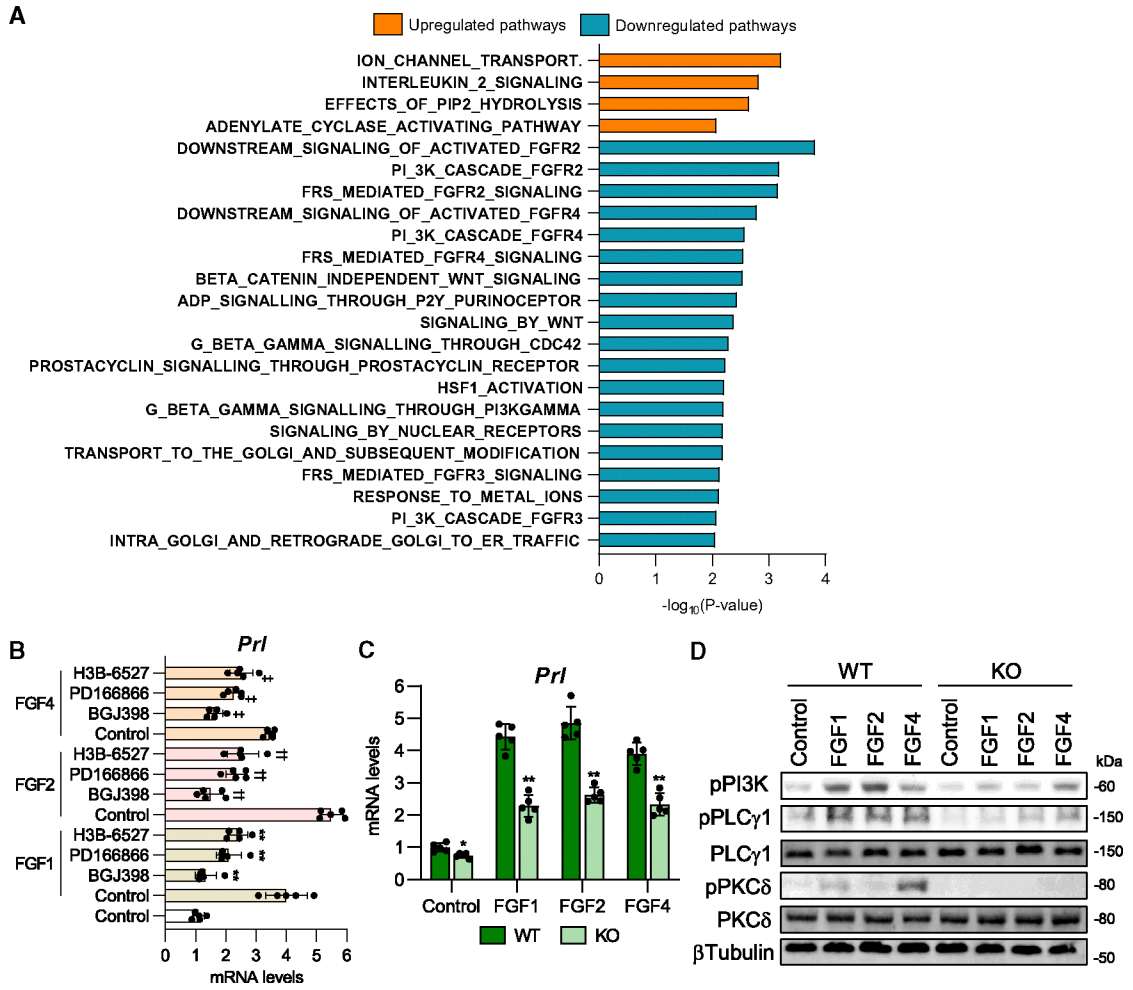 A
Upregulated pathways
Downregulated pathways
ION_CHANNEL_TRANSPORT.
INTERLEUKIN_2_SIGNALING
EFFECTS_OF_PIP2_HYDROLYSIS
ADENYLATE_CYCLASE_ACTIVATING_PATHWAY
DOWNSTREAM_SIGNALING_OF_ACTIVATED_FGFR2
PI_3K_CASCADE_FGFR2
FRS_MEDIATED_FGFR2_SIGNALING
DOWNSTREAM_SIGNALING_OF_ACTIVATED_FGFR4
PI_3K_CASCADE_FGFR4
FRS_MEDIATED_FGFR4_SIGNALING
BETA_CATENIN_INDEPENDENT_WNT_SIGNALING
ADP_SIGNALLING_THROUGH_P2Y_PURINOCEPTOR
SIGNALING_BY_WNT
G_BETA_GAMMA_SIGNALLING_THROUGH_CDC42
PROSTACYCLIN_SIGNALLING_THROUGH_PROSTACYCLIN_RECEPTOR
HSF1_ACTIVATION
G_BETA_GAMMA_SIGNALLING_THROUGH_PI3KGAMMA
SIGNALING_BY_NUCLEAR_RECEPTORS
TRANSPORT_TO_THE_GOLGI_AND_SUBSEQUENT_MODIFICATION
FRS_MEDIATED_FGFR3_SIGNALING
RESPONSE_TO_METAL_IONS
PI_3K_CASCADE_FGFR3
INTRA_GOLGI_AND_RETROGRADE_GOLGI_TO_ER_TRAFFIC
0 1 2 3 4
-log10(P-value)
B
Prl
FGF4
H3B-6527 ‡
PD166866 ‡
BGJ398 ‡
Control
FGF2
H3B-6527 ††
PD166866 ††
BGJ398 ††
Control
FGF1
H3B-6527 **
PD166866 **
BGJ398 **
Control
Control
0 1 2 3 4 5 6
mRNA levels
C
Prl
mRNA levels
6
5
4
3
2
1
0
* ** ** **
Control FGF1 FGF2 FGF4
WT KO
D
WT KO
Control FGF1 FGF2 FGF4 Control FGF1 FGF2 FGF4
kDa
pPI3K -60
pPLCγ1 -150
PLCγ1 -150
pPKCδ -80
PKCδ -80
βTubulin -50